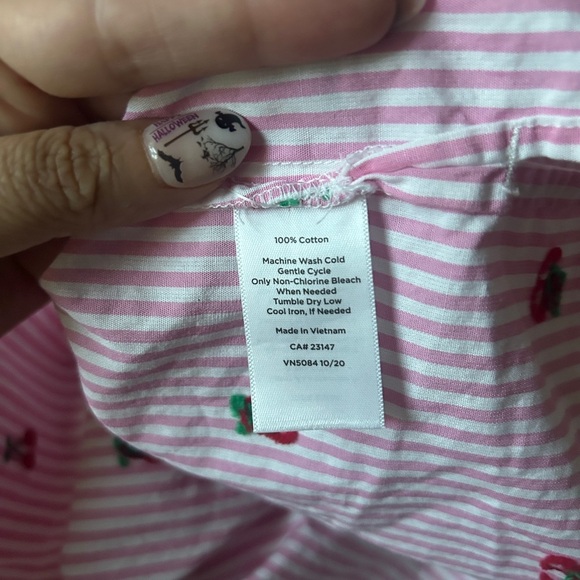 HALLOWEEN
100% Cotton
Machine Wash Cold
Gentle Cycle
Only Non-Chlorine Bleach
When Needed
Tumble Dry Low
Cool Iron, If Needed
Made in Vietnam
CA# 23147
VN5084 10/20